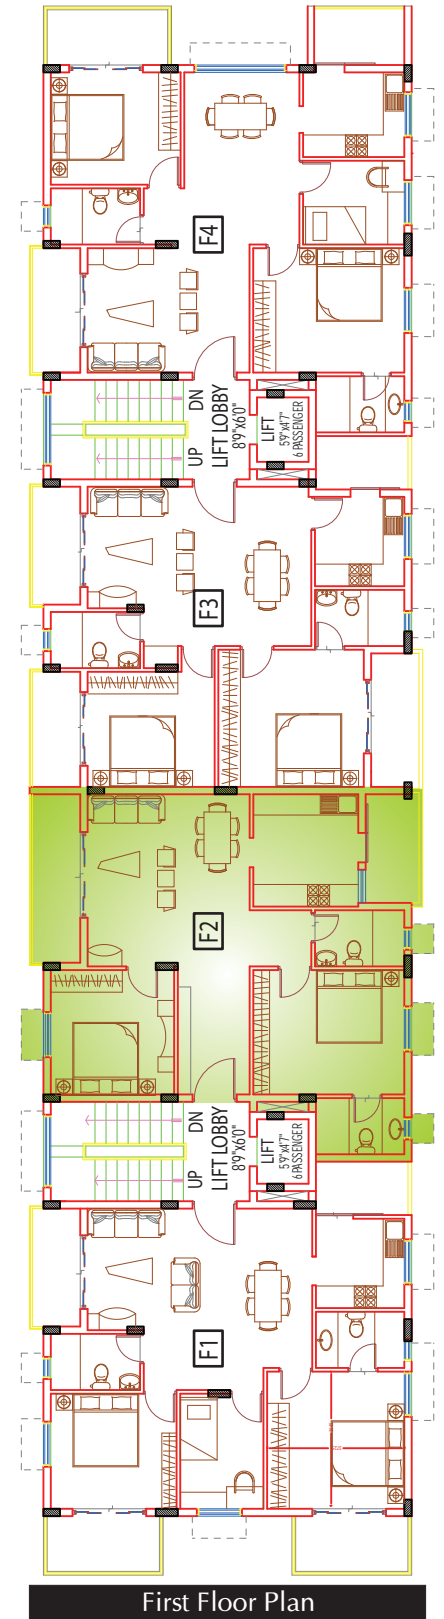 F4
DN
UP
LIFT LOBBY
8'9"x6'0"
LIFT
5'9"x4'7"
6 PASSENGER
F3
F2
DN
UP
LIFT LOBBY
8'9"x6'0"
LIFT
5'9"x4'7"
6 PASSENGER
F1
First Floor Plan